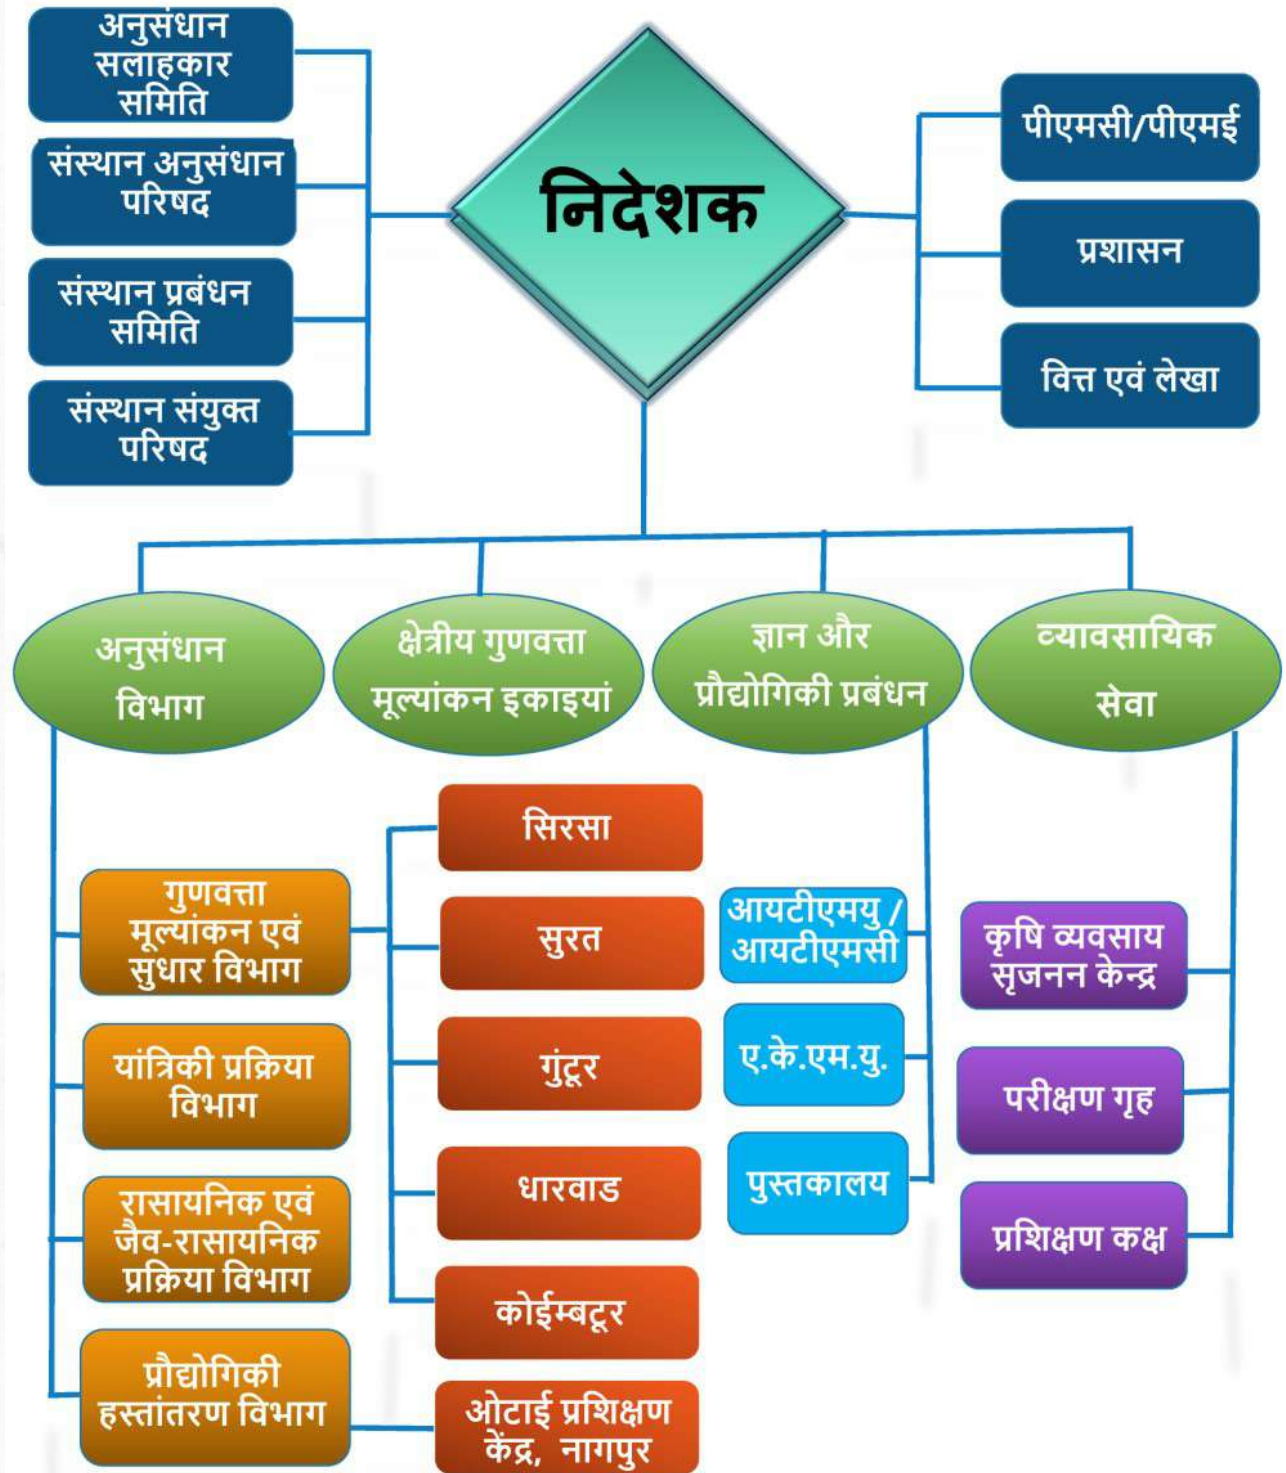 अनुसंधान
सलाहकार
समिति
संस्थान अनुसंधान
परिषद
संस्थान प्रबंधन
समिति
संस्थान संयुक्त
परिषद
निदेशक
पीएमसी/पीएमई
प्रशासन
वित्त एवं लेखा
अनुसंधान
विभाग
क्षेत्रीय गुणवत्ता
मूल्यांकन इकाइयां
ज्ञान और
प्रौद्योगिकी प्रबंधन
व्यावसायिक
सेवा
गुणवत्ता
मूल्यांकन एवं
सुधार विभाग
यांत्रिकी प्रक्रिया
विभाग
रासायनिक एवं
जैव-रासायनिक
प्रक्रिया विभाग
प्रौद्योगिकी
हस्तांतरण विभाग
सिरसा
सुरत
गुंटूर
धारवाड
कोईम्बटूर
ओटाई प्रशिक्षण
केंद्र, नागपुर
आयटीएमयु /
आयटीएमसी
ए.के.एम.यु.
पुस्तकालय
कृषि व्यवसाय
सृजनन केन्द्र
परीक्षण गृह
प्रशिक्षण कक्ष